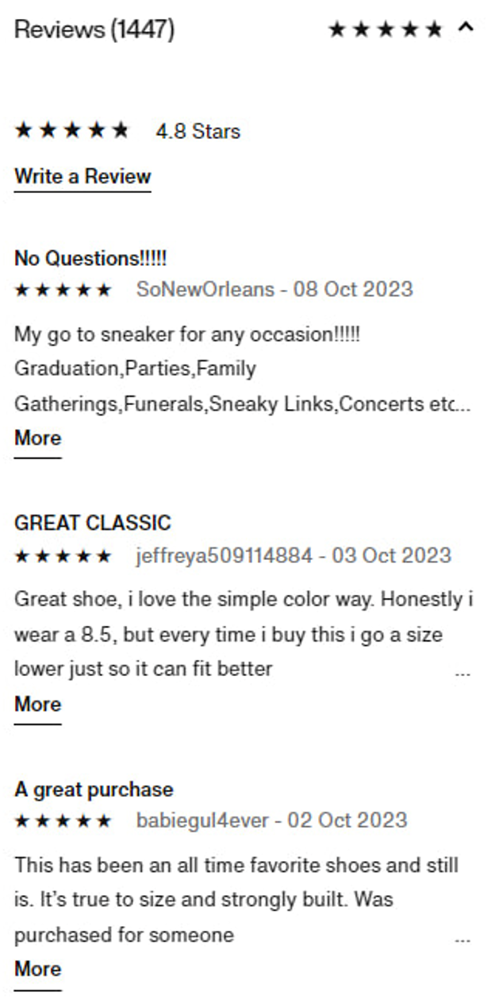 Reviews (1447)
4.8 Stars
Write a Review
No Questions!!!!!
SoNewOrleans - 08 Oct 2023
My go to sneaker for any occasion!!!!!
Graduation,Parties,Family
Gatherings,Funerals,Sneaky Links,Concerts etc...
More
GREAT CLASSIC
jeffreya509114884 - 03 Oct 2023
Great shoe, i love the simple color way. Honestly i
wear a 8.5, but every time i buy this i go a size
lower just so it can fit better ...
More
A great purchase
babiegul4ever - 02 Oct 2023
This has been an all time favorite shoes and still
is. It’s true to size and strongly built. Was
purchased for someone ...
More